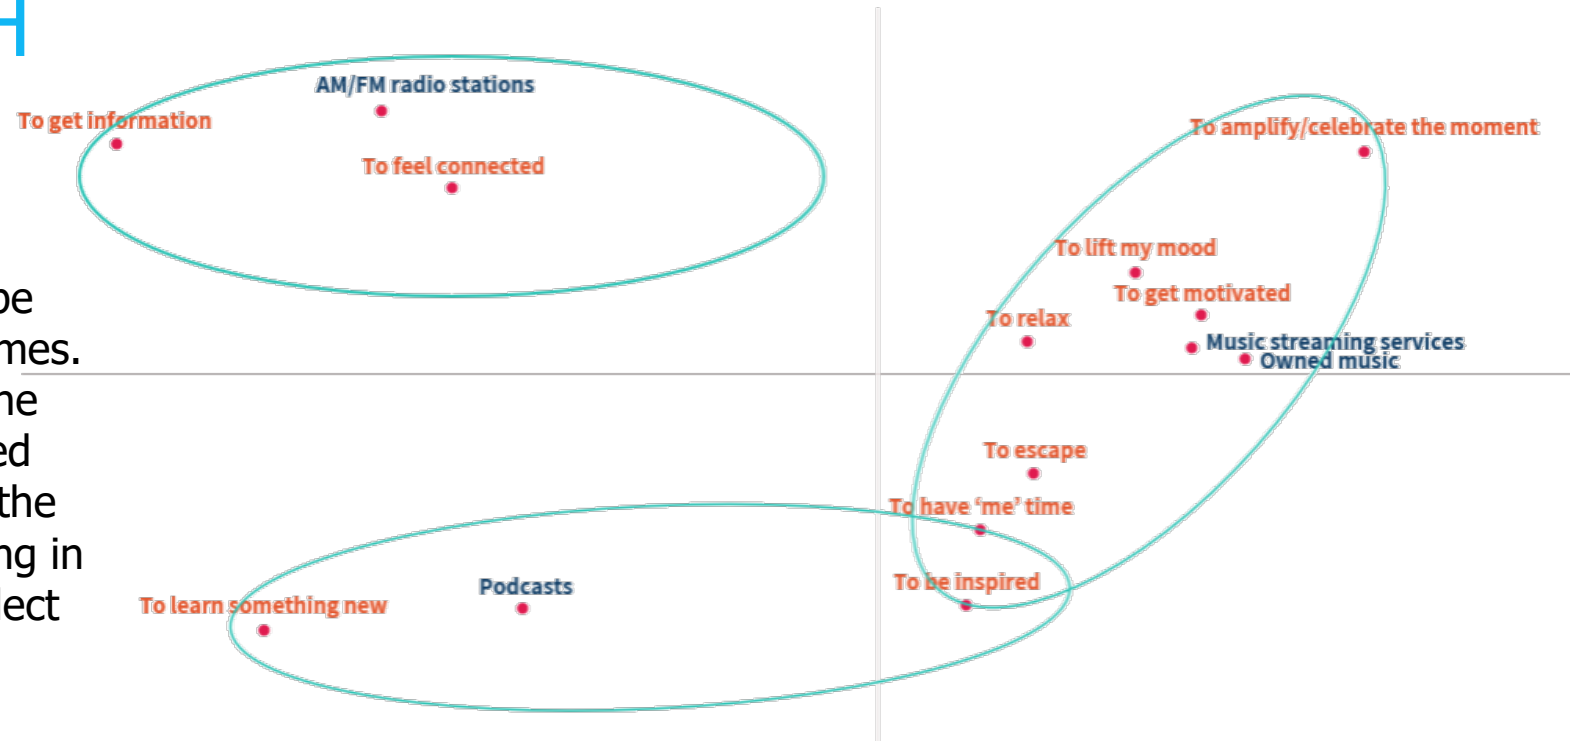 H
be
mes.
ne
ed
the
ng in
lect
AM/FM radio stations
To get information
To feel connected
To amplify/celebrate the moment
To lift my mood
To get motivated
To relax
Music streaming services
Owned music
To escape
To have ‘me’ time
To be inspired
Podcasts
To learn something new